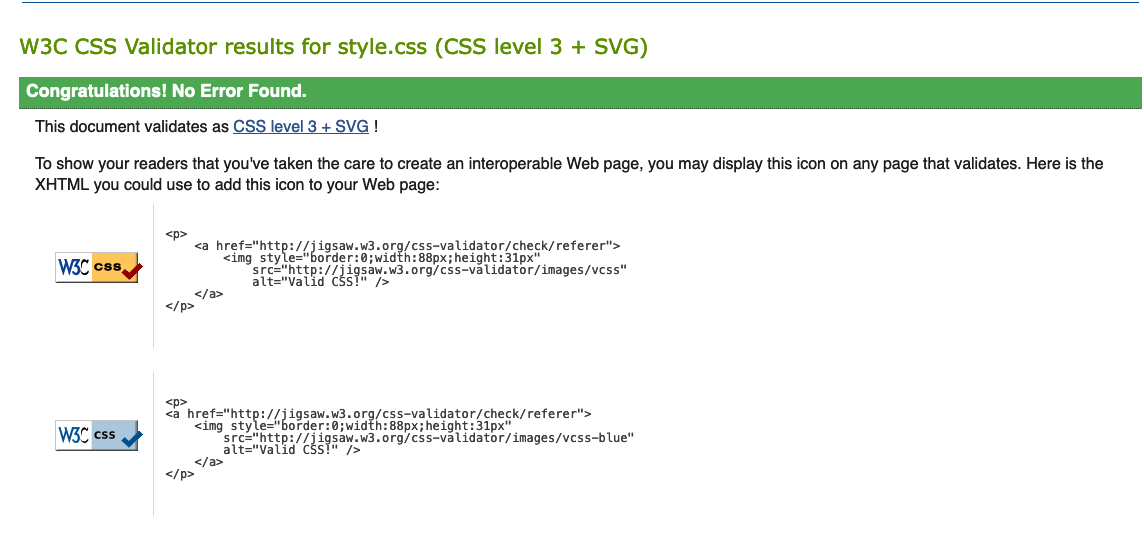 W3C CSS Validator results for style.css (CSS level 3 + SVG)
Congratulations! No Error Found.
This document validates as CSS level 3 + SVG !
To show your readers that you've taken the care to create an interoperable Web page, you may display this icon on any page that validates. Here is the
XHTML you could use to add this icon to your Web page:
W3C css
<p>
    <a href="http://jigsaw.w3.org/css-validator/check/referer">
        <img style="border:0;width:88px;height:31px"
            src="http://jigsaw.w3.org/css-validator/images/vcss"
            alt="Valid CSS!" />
    </a>
</p>
W3C css
<p>
<a href="http://jigsaw.w3.org/css-validator/check/referer">
    <img style="border:0;width:88px;height:31px"
        src="http://jigsaw.w3.org/css-validator/images/vcss-blue"
        alt="Valid CSS!" />
    </a>
</p>